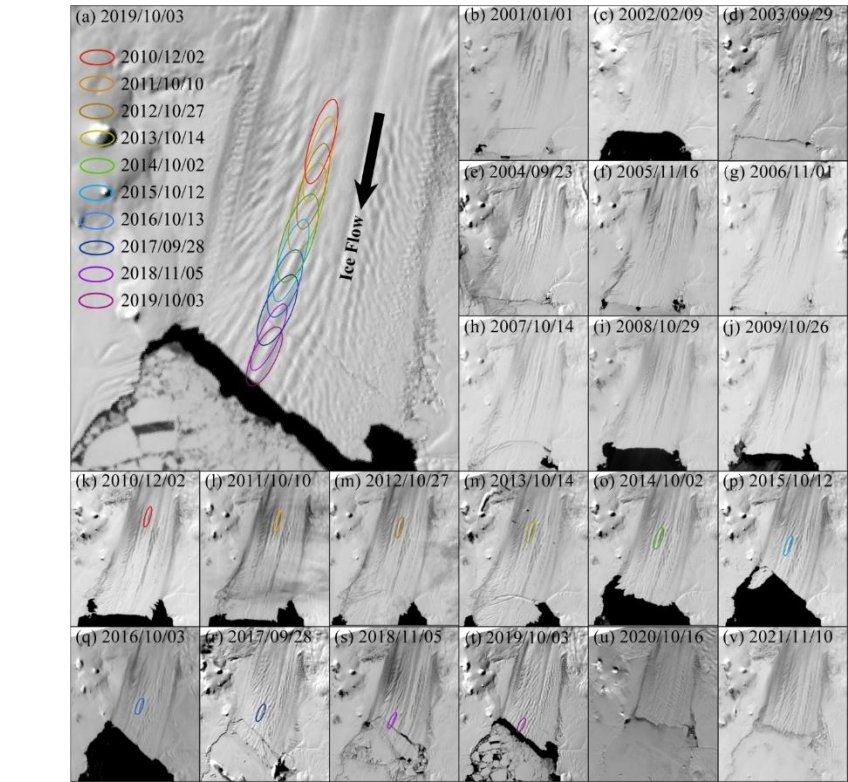 (a) 2019/10/03
2010/12/02
2011/10/10
2012/10/27
2013/10/14
2014/10/02
2015/10/12
2016/10/13
2017/09/28
2018/11/05
2019/10/03
Ice Flow
(b) 2001/01/01
(c) 2002/02/09
(d) 2003/09/29
(e) 2004/09/23
(f) 2005/11/16
(g) 2006/11/01
(h) 2007/10/14
(i) 2008/10/29
(j) 2009/10/26
(k) 2010/12/02
(l) 2011/10/10
(m) 2012/10/27
(n) 2013/10/14
(o) 2014/10/02
(p) 2015/10/12
(q) 2016/10/03
(r) 2017/09/28
(s) 2018/11/05
(t) 2019/10/03
(u) 2020/10/16
(v) 2021/11/10